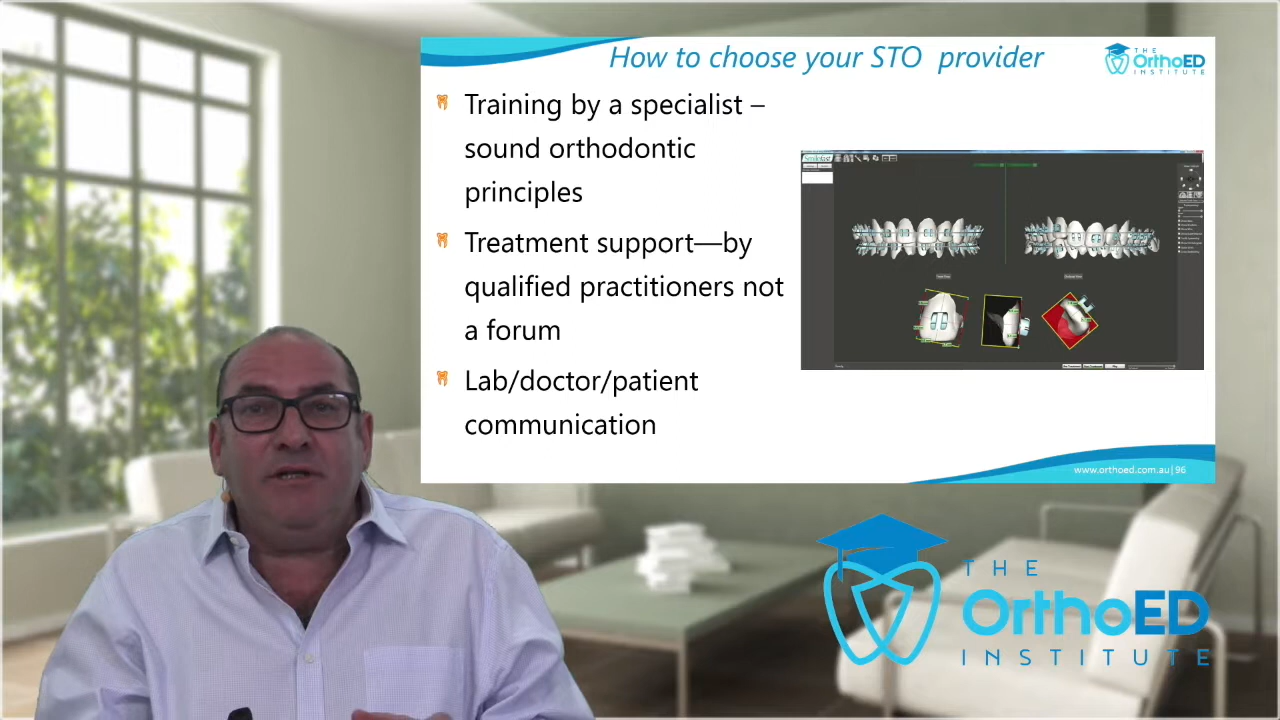 How to choose your STO provider
THE
OrthoED
INSTITUTE
Training by a specialist –
sound orthodontic
principles
Treatment support—by
qualified practitioners not
a forum
Lab/doctor/patient
communication
www.orthoed.com.au| 96
THE
OrthoED
INSTITUTE